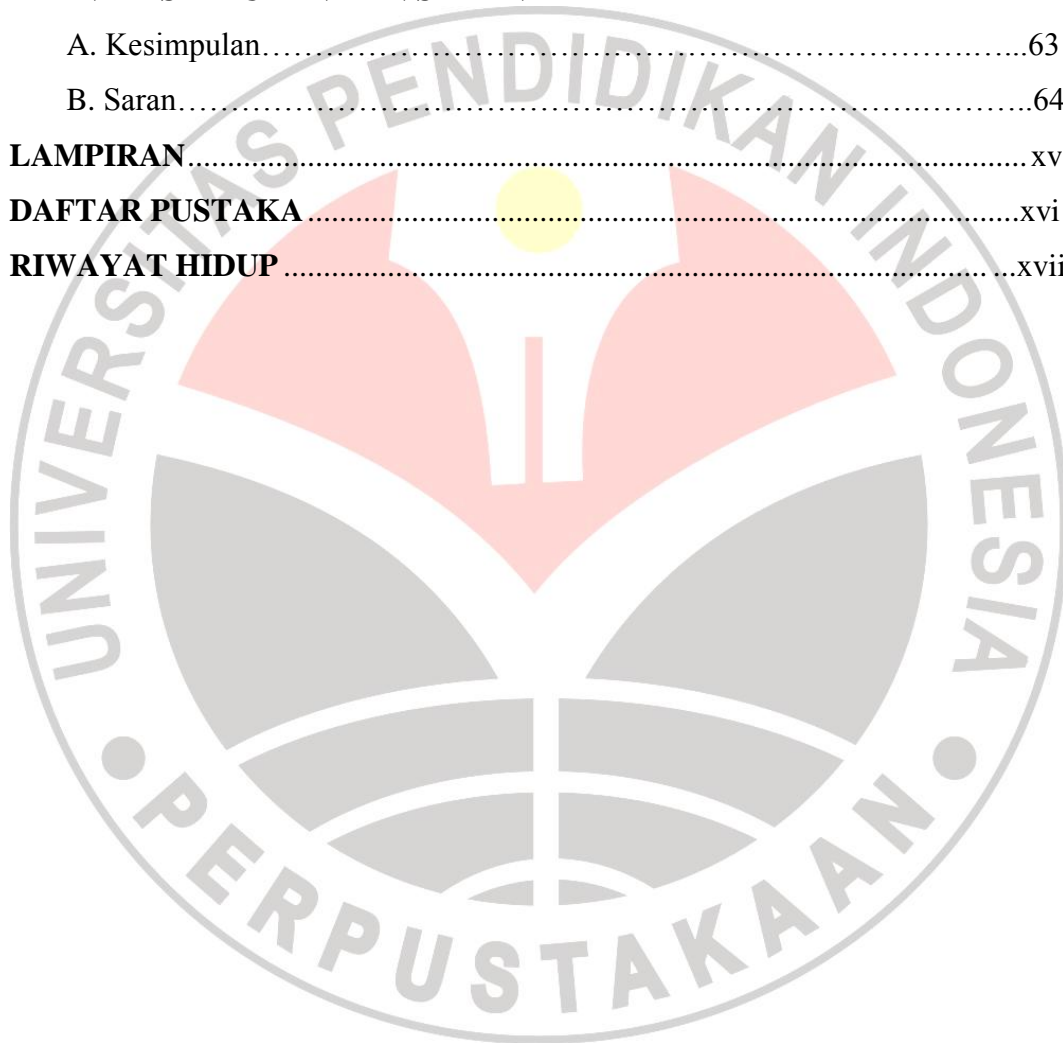 A. Kesimpulan……………………………………………………………………...63
B. Saran……………………………………………………………………………..64
LAMPIRAN.......................................................................................................... xv
DAFTAR PUSTAKA ..........................................................................................xvi
RIWAYAT HIDUP ......................................................................................... ...xvii
UNIVERSITAS PENDIDIKAN INDONESIA
PERPUSTAKAAN